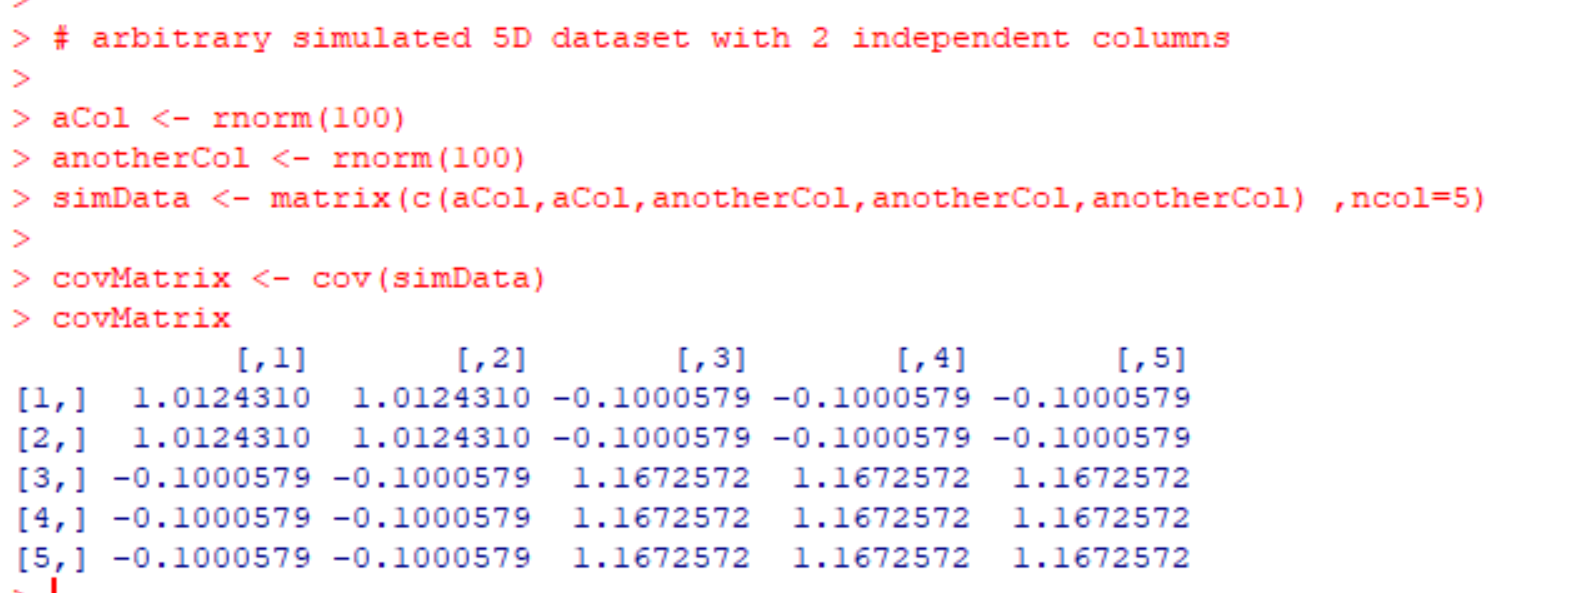 >
> # arbitrary simulated 5D dataset with 2 independent columns
>
> aCol <- rnorm(100)
> anotherCol <- rnorm(100)
> simData <- matrix(c(aCol,aCol,anotherCol,anotherCol,anotherCol) ,ncol=5)
>
> covMatrix <- cov(simData)
> covMatrix
[,1] [,2] [,3] [,4] [,5]
[1,] 1.0124310 1.0124310 -0.1000579 -0.1000579 -0.1000579
[2,] 1.0124310 1.0124310 -0.1000579 -0.1000579 -0.1000579
[3,] -0.1000579 -0.1000579 1.1672572 1.1672572 1.1672572
[4,] -0.1000579 -0.1000579 1.1672572 1.1672572 1.1672572
[5,] -0.1000579 -0.1000579 1.1672572 1.1672572 1.1672572
>